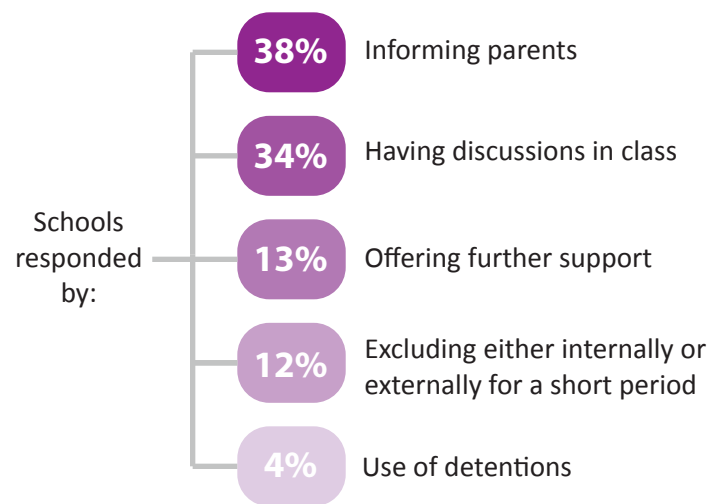 38%
Informing parents
34%
Having discussions in class
Schools
responded
by:
13%
Offering further support
12%
Excluding either internally or
externally for a short period
4%
Use of detentions